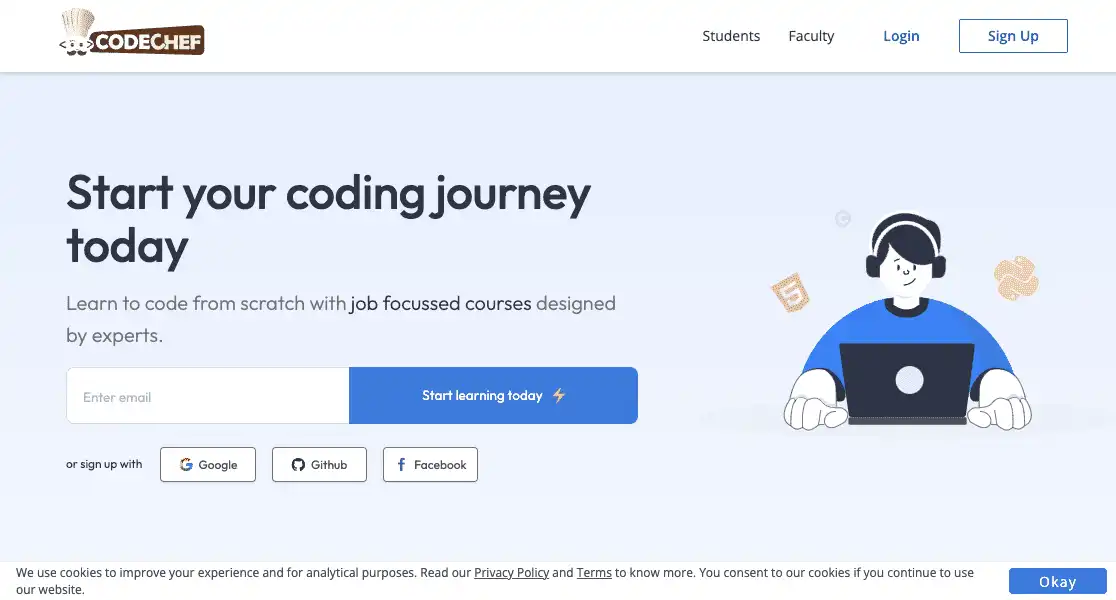 CODECHEF
Students Faculty Login Sign Up
Start your coding journey
today
Learn to code from scratch with job focussed courses designed
by experts.
Enter email
Start learning today
or sign up with Google Github Facebook
We use cookies to improve your experience and for analytical purposes. Read our Privacy Policy and Terms to know more. You consent to our cookies if you continue to use
our website.
Okay